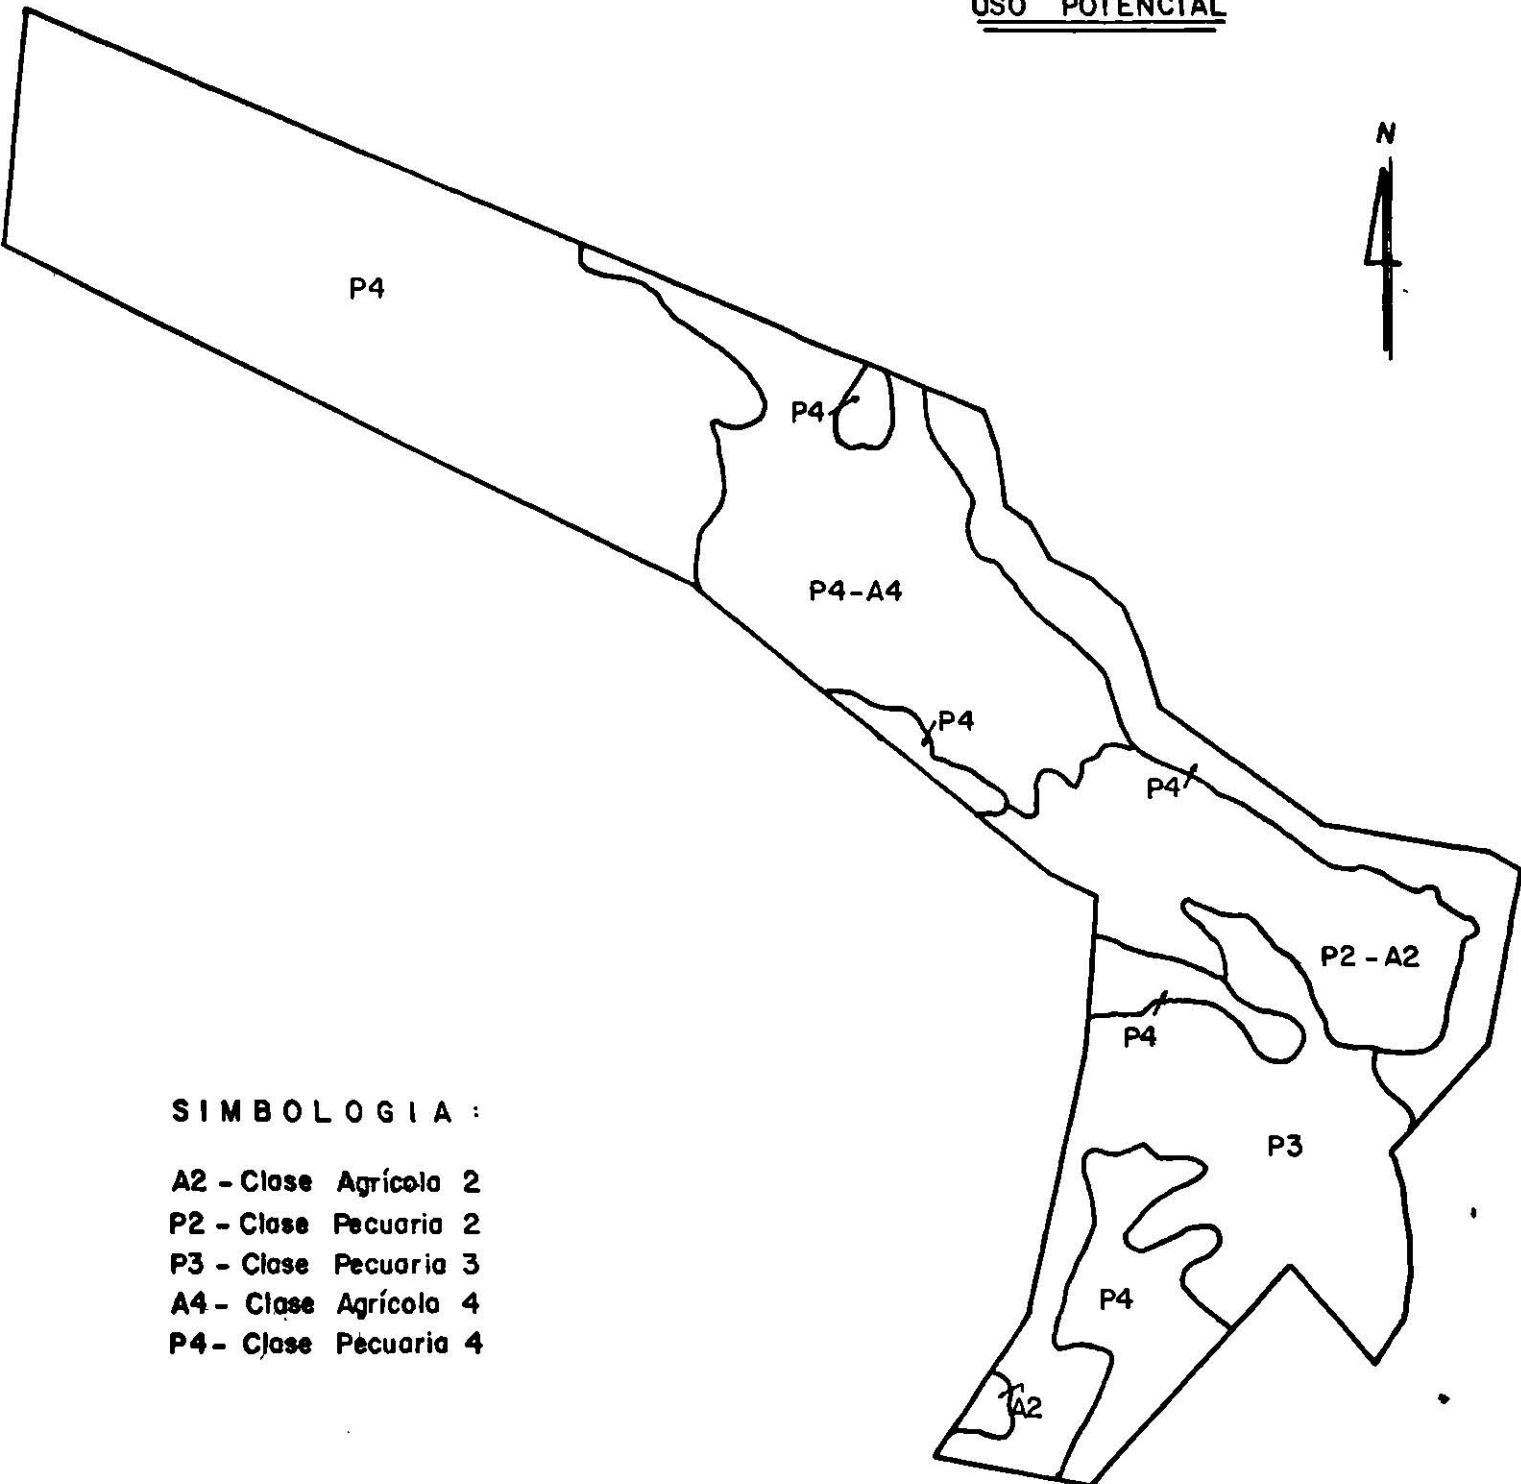 USO POTENCIAL
N
P4
P4
P4-A4
P4
P4
P2 - A2
P4
P3
P4
A2
SIMBOLOGIA :
A2 - Clase Agrícola 2
P2 - Clase Pecuaria 2
P3 - Clase Pecuaria 3
A4 - Clase Agrícola 4
P4 - Clase Pecuaria 4